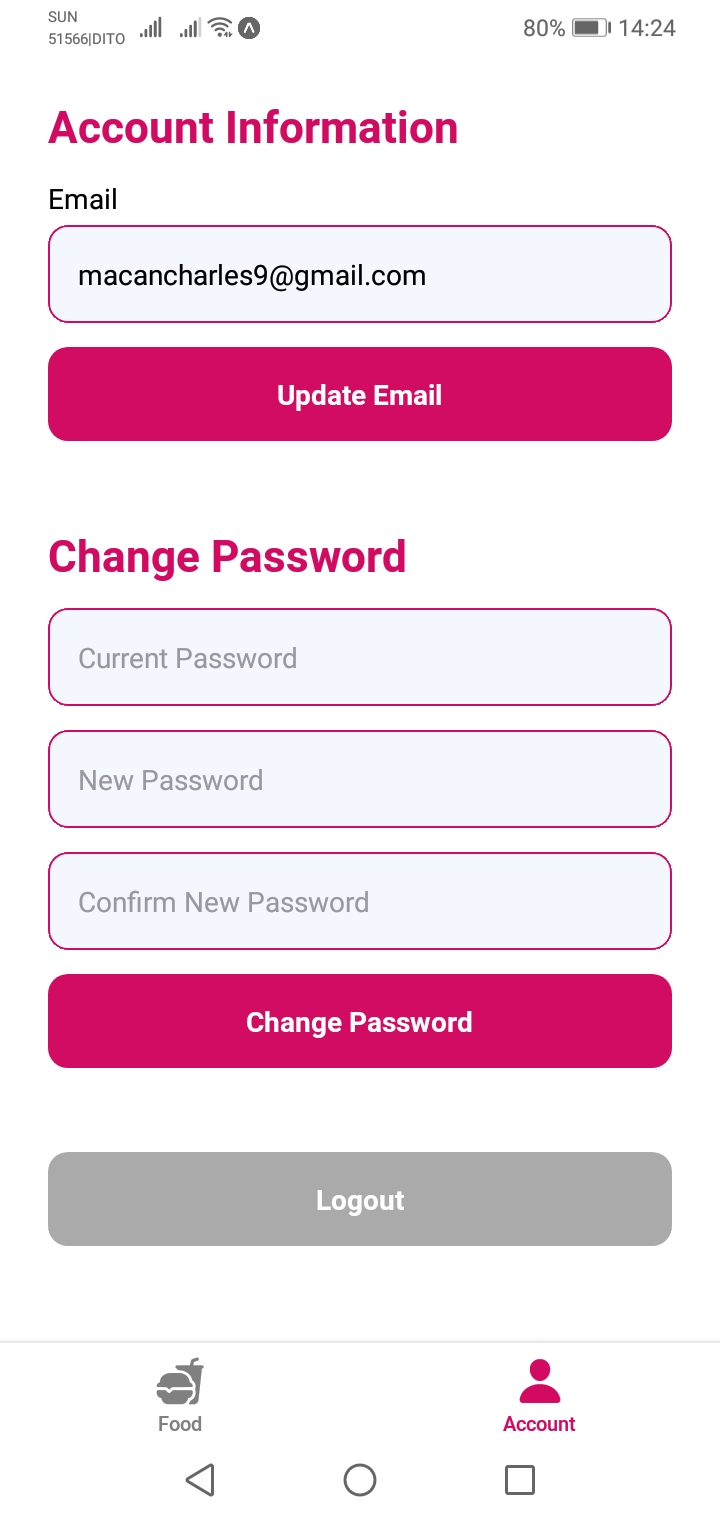 SUN
51566|DITO
80% 14:24
Account Information
Email
macancharles9@gmail.com
Update Email
Change Password
Current Password
New Password
Confirm New Password
Change Password
Logout
Food
Account